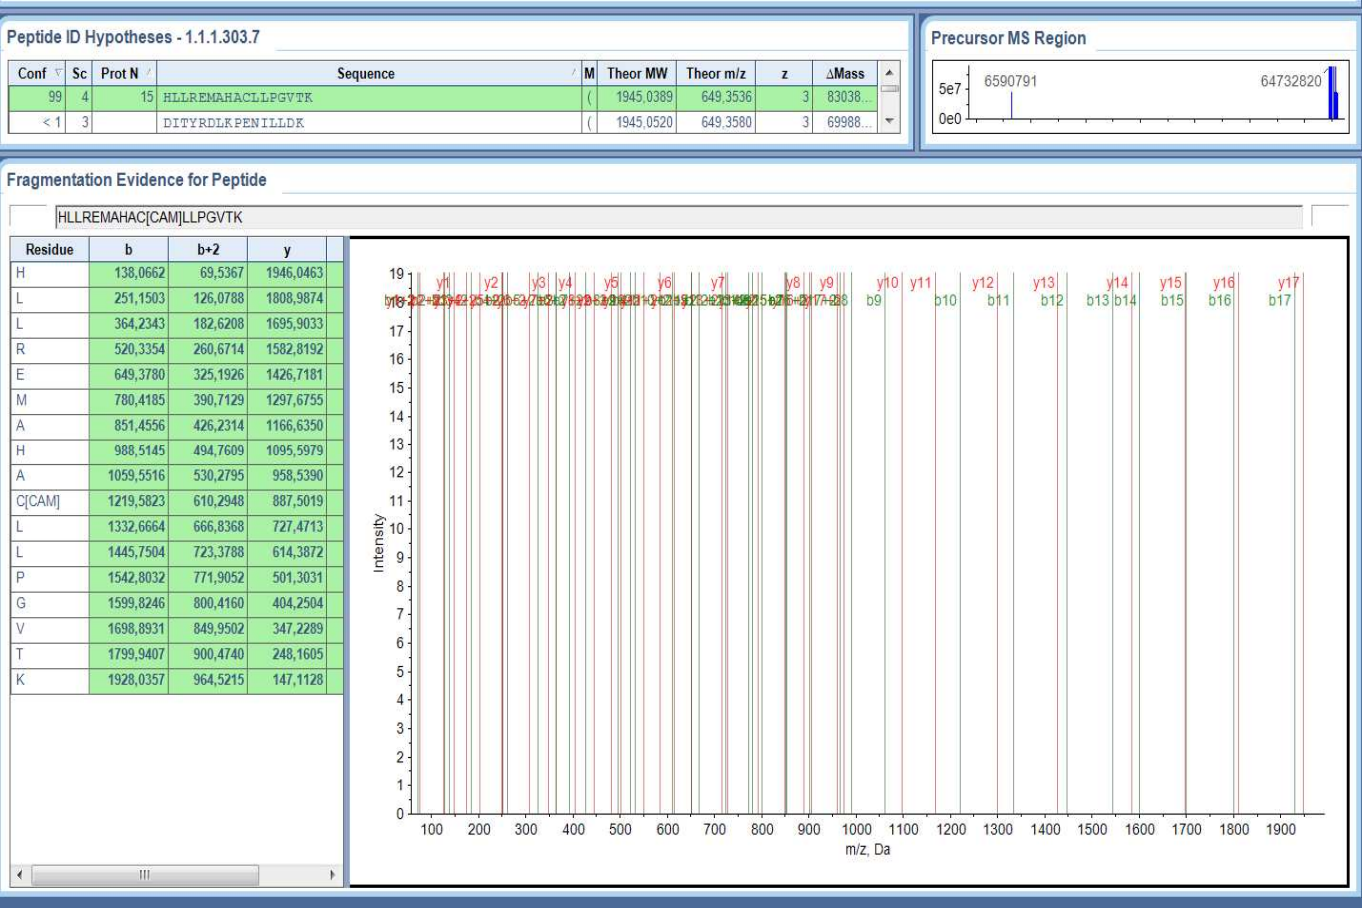 Peptide ID Hypotheses - 1.1.1.303.7
Conf Sc Prot N Sequence M Theor MW Theor m/z z ΔMass
99 4 15 HLLREMAHACLLPGVTK ( 1945,0389 649,3536 3 83038...
< 1 3 DITYRDLKPENILLDK ( 1945,0520 649,3580 3 69988...
Precursor MS Region
5e7
0e0
6590791
64732820
Fragmentation Evidence for Peptide
HLLREMAHAC[CAM]LLPGVTK
Residue b b+2 y
H 138,0662 69,5367 1946,0463
L 251,1503 126,0788 1808,9874
L 364,2343 182,6208 1695,9033
R 520,3354 260,6714 1582,8192
E 649,3780 325,1926 1426,7181
M 780,4185 390,7129 1297,6755
A 851,4556 426,2314 1166,6350
H 988,5145 494,7609 1095,5979
A 1059,5516 530,2795 958,5390
C[CAM] 1219,5823 610,2948 887,5019
L 1332,6664 666,8368 727,4713
L 1445,7504 723,3788 614,3872
P 1542,8032 771,9052 501,3031
G 1599,8246 800,4160 404,2504
V 1698,8931 849,9502 347,2289
T 1799,9407 900,4740 248,1605
K 1928,0357 964,5215 147,1128
y1 y2 y3 y4 y5 y6 y7 y8 y9 y10 y11 y12 y13 y14 y15 y16 y17
b9 b10 b11 b12 b13 b14 b15 b16 b17
19
18
17
16
15
14
13
12
11
10
9
8
7
6
5
4
3
2
1
0
Intensity
100 200 300 400 500 600 700 800 900 1000 1100 1200 1300 1400 1500 1600 1700 1800 1900
m/z, Da